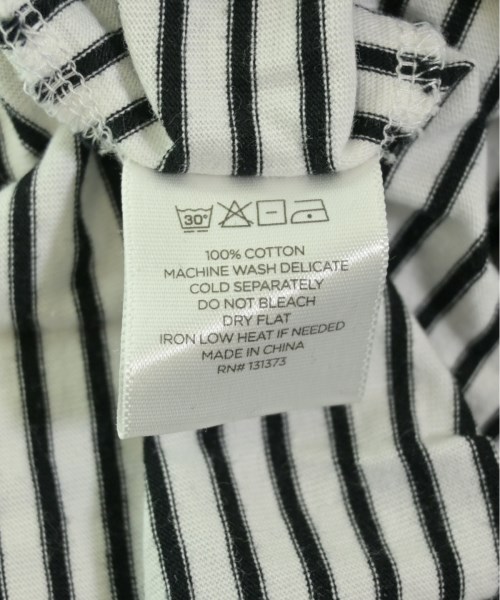 30°
100% COTTON
MACHINE WASH DELICATE
COLD SEPARATELY
DO NOT BLEACH
DRY FLAT
IRON LOW HEAT IF NEEDED
MADE IN CHINA
RN# 131373